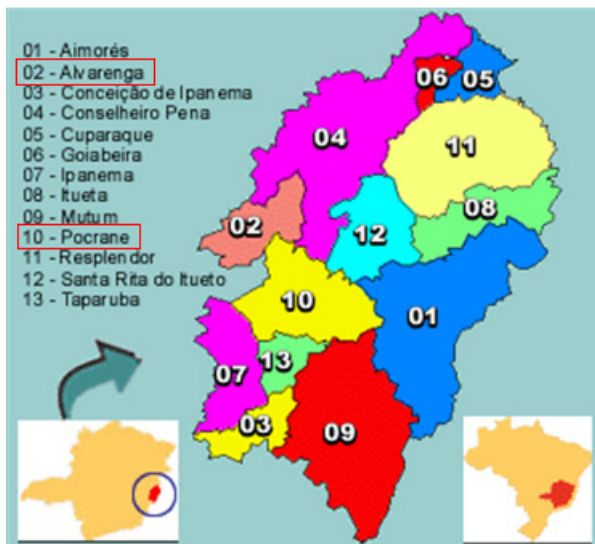 01 - Aimorés
02 - Alvarenga
03 - Conceição de Ipanema
04 - Conselheiro Pena
05 - Cuparaque
06 - Goiabeira
07 - Ipanema
08 - Itueta
09 - Mutum
10 - Pocrane
11 - Resplendor
12 - Santa Rita do Itueto
13 - Taparuba
06
05
04
11
02
08
12
10
01
13
07
03
09